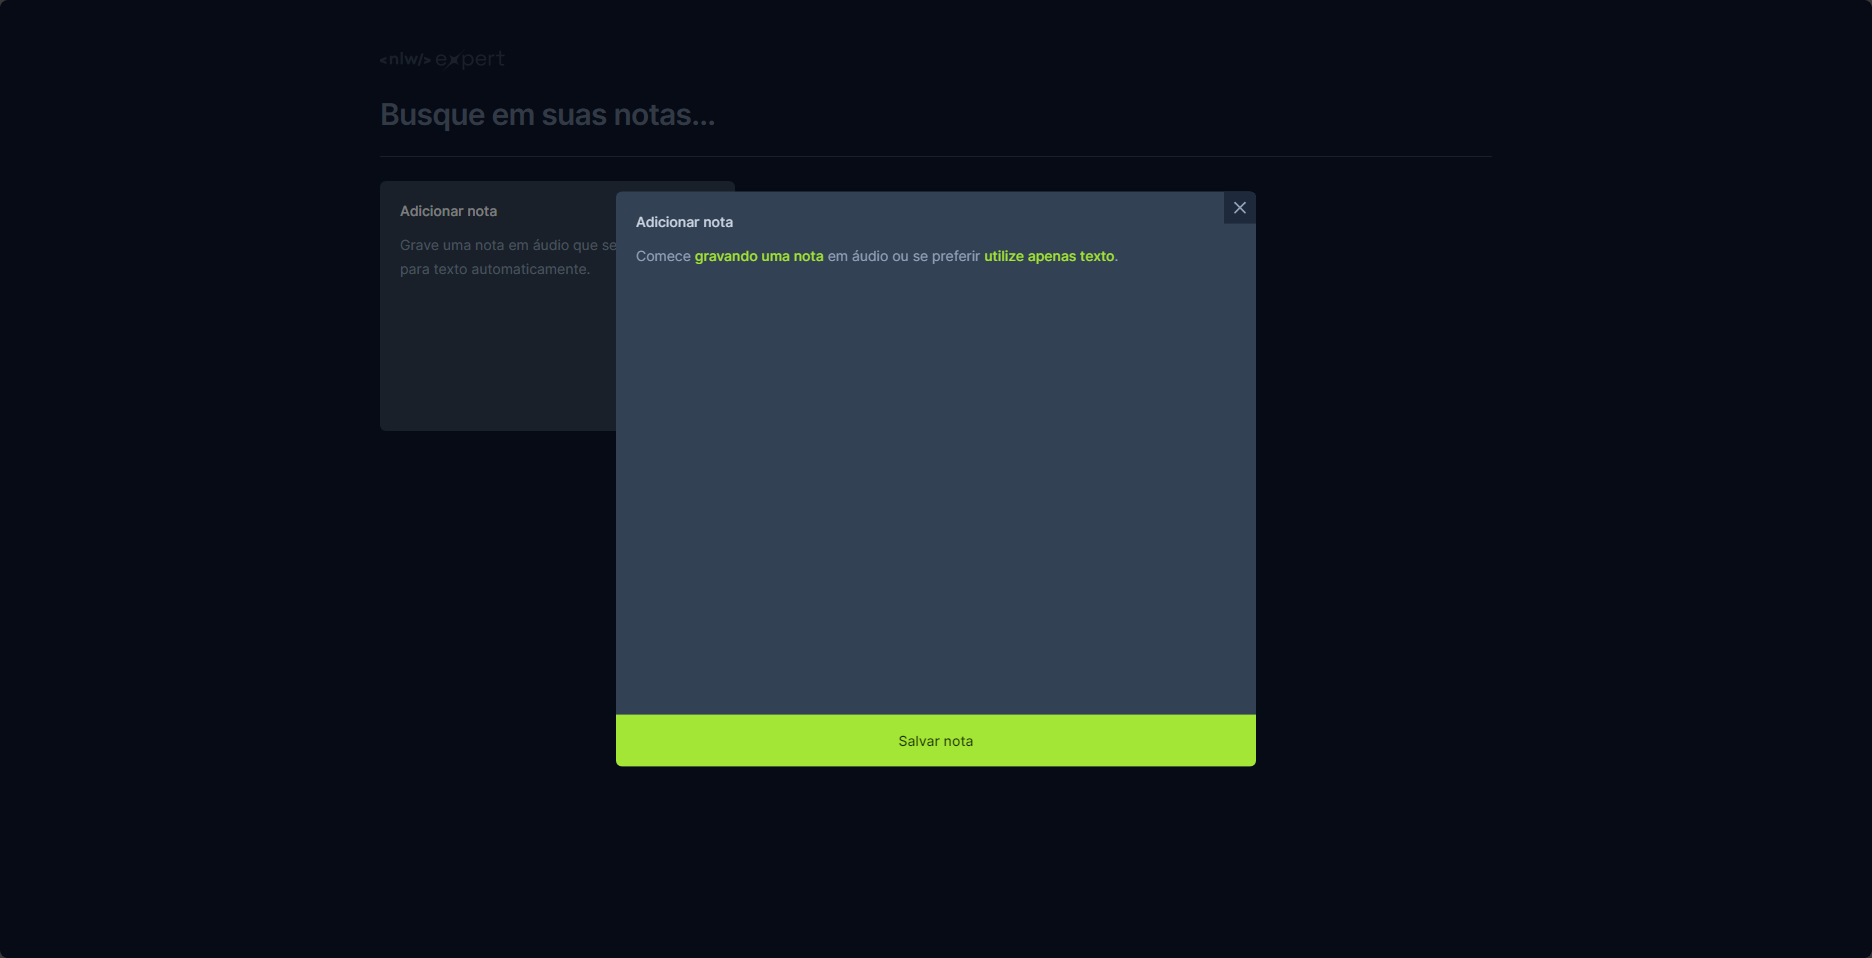 <nlw/> expert
Busque em suas notas...
Adicionar nota
Grave uma nota em áudio que se
para texto automaticamente.
Adicionar nota
Comece gravando uma nota em áudio ou se preferir utilize apenas texto.
Salvar nota